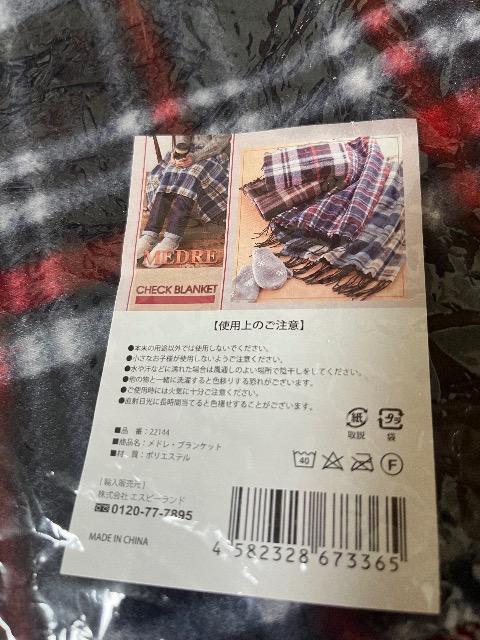 MEDRE
CHECK BLANKET
【使用上のご注意】
●本来の用途以外では使用しないでください。
●小さなお子様が使用しないようご注意ください。
●水や汗などに濡れた場合は風通しのよい場所で陰干しをしてください。
●他の物と一緒に洗濯すると色移りする恐れがございます。
●ご使用時には火気に十分ご注意ください。
●直射日光に長時間当てると色褪せすることがございます。
■品 番：22144
■商品名：メドレ・ブランケット
■材 質：ポリエステル
紙 プラ
取説 袋
40 F
[ 輸入販売元 ]
株式会社 エスピーランド
0120-77-7895
MADE IN CHINA
4 582328 673365